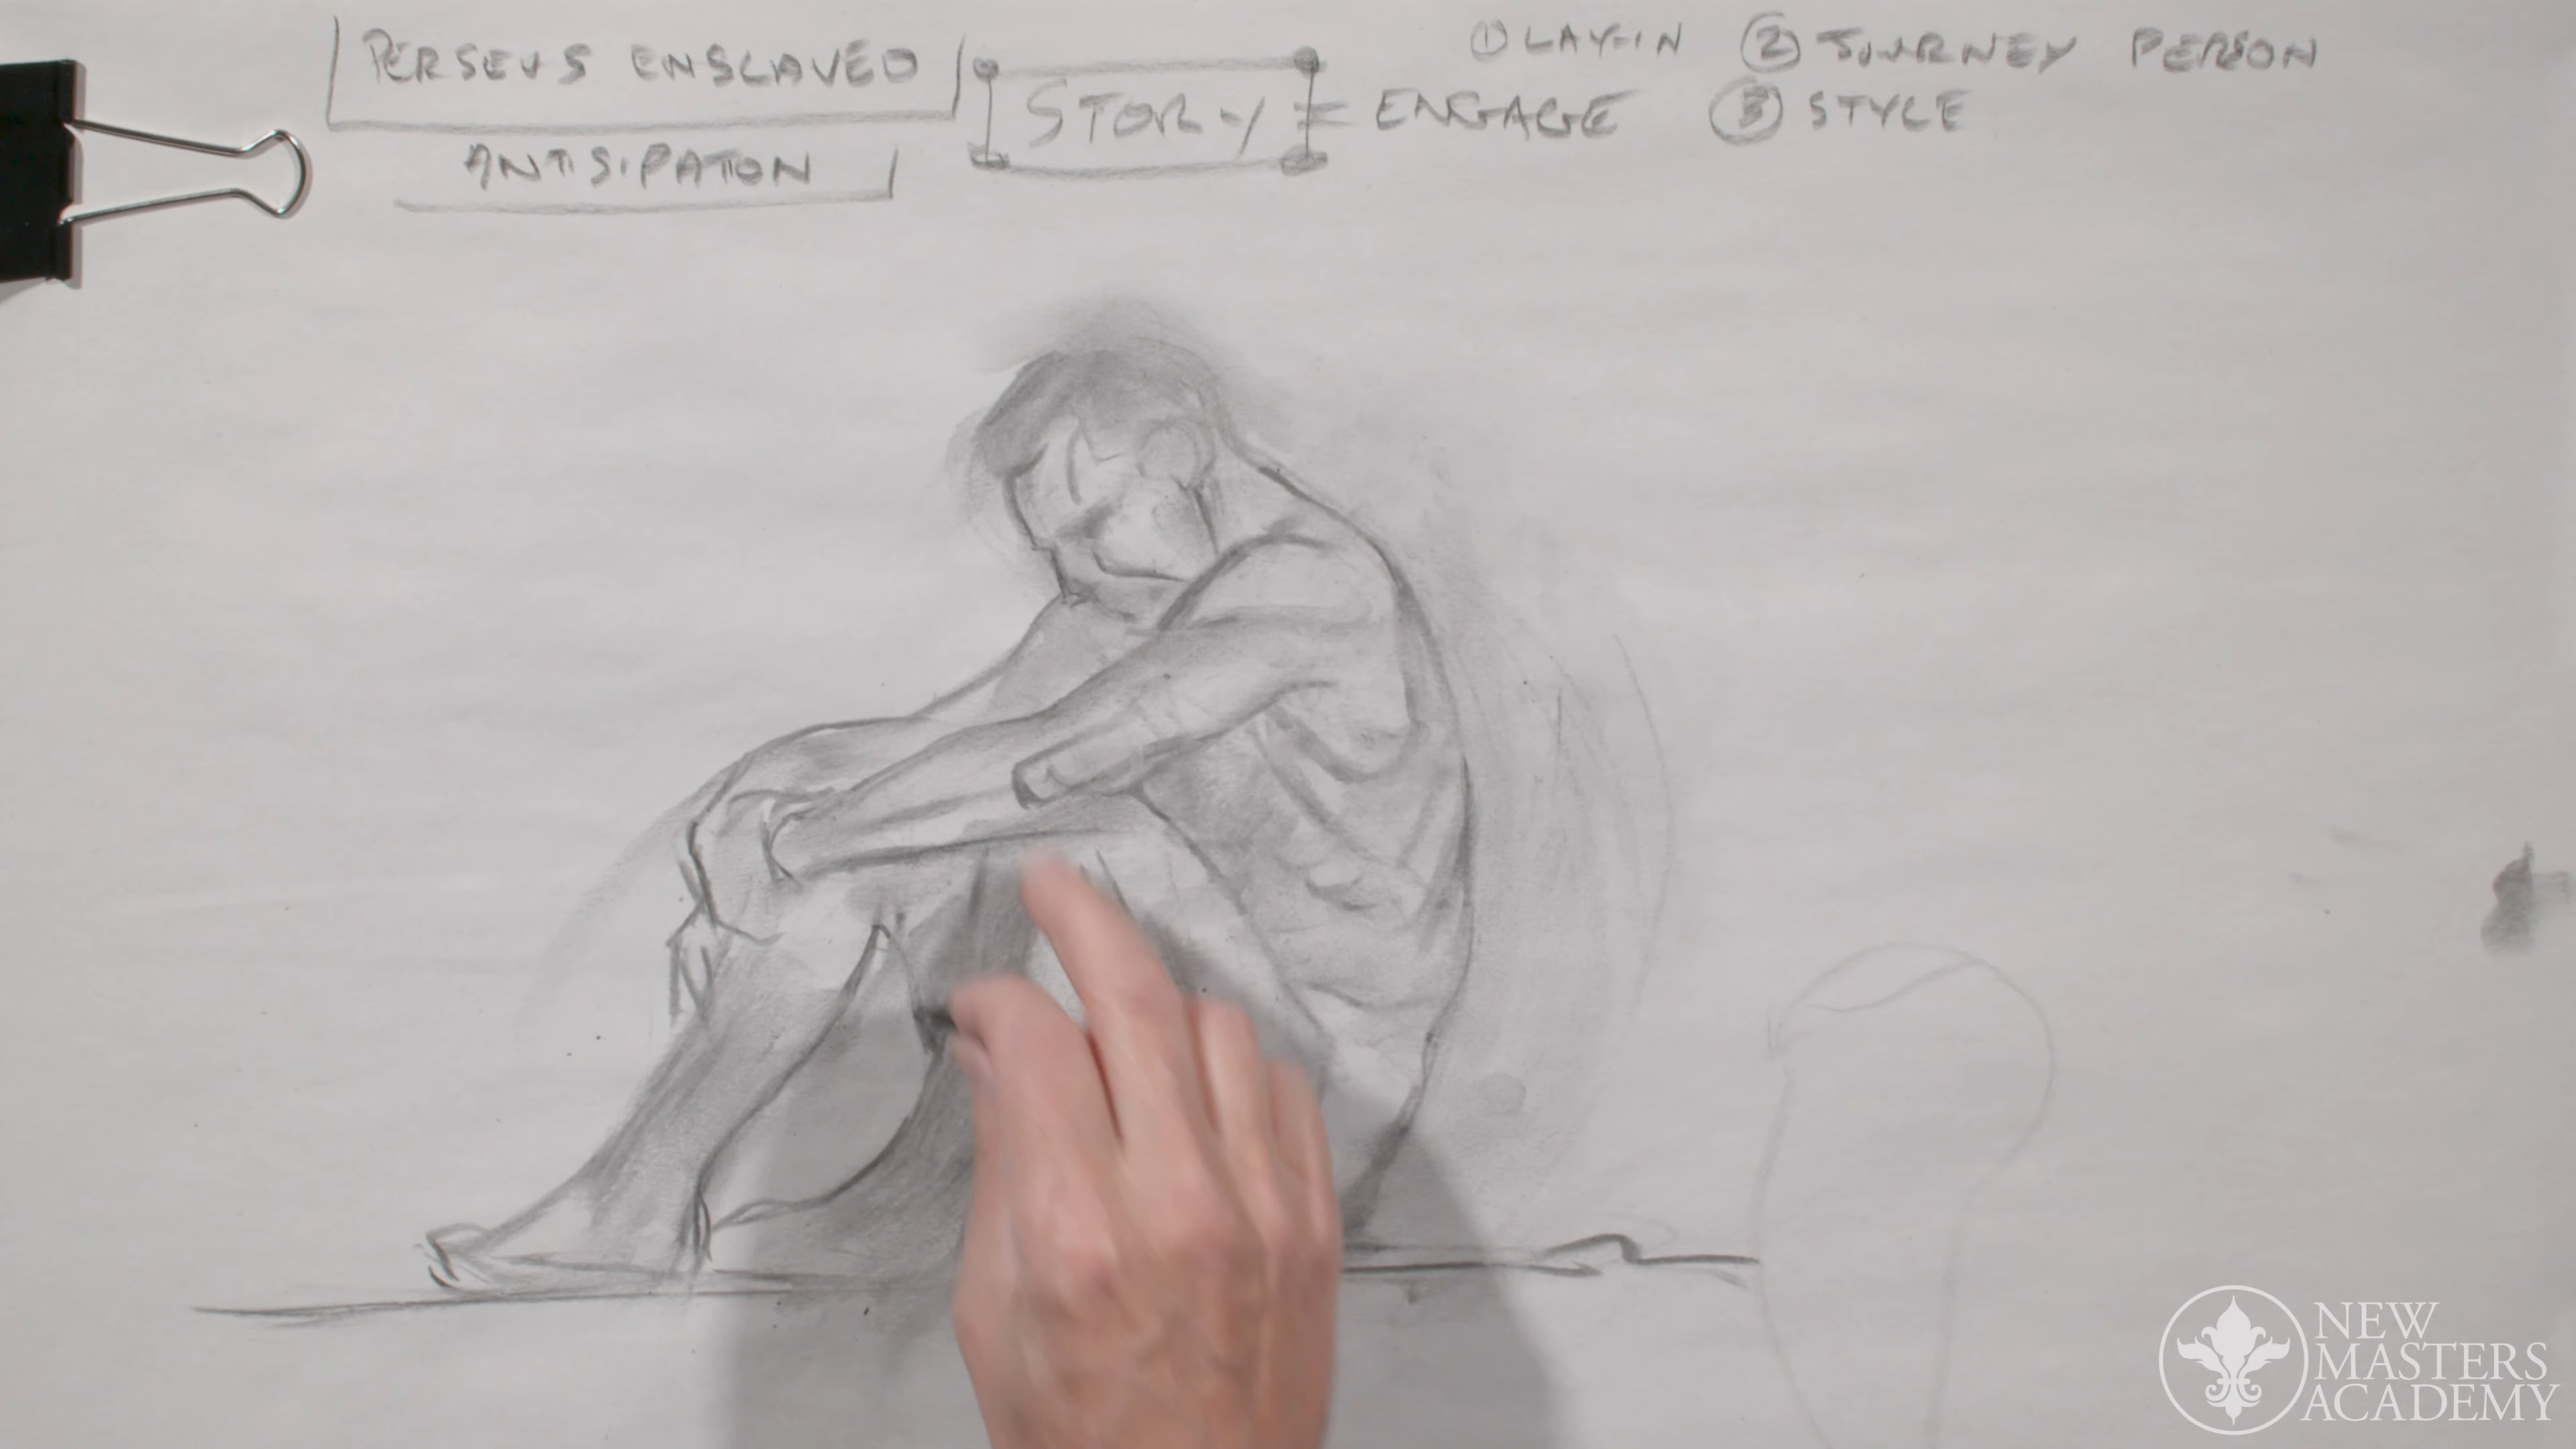 PERSEUS ENSLAVED
ANTISIPATON
STORY = ENGAGE
① LAY-IN ② JOURNEY PERSON
③ STYLE
NEW
MASTERS
ACADEMY